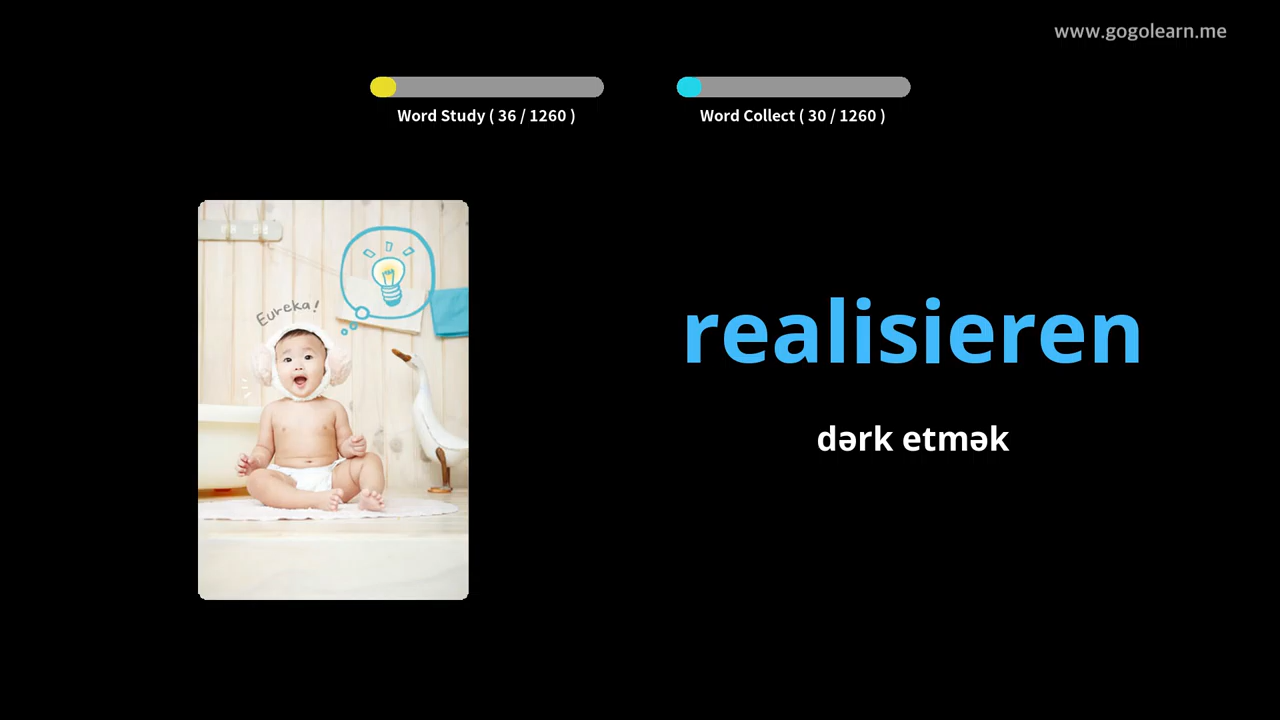 www.gogolearn.me
Word Study ( 36 / 1260 )
Word Collect ( 30 / 1260 )
Eureka!
realisieren
dərk etmək